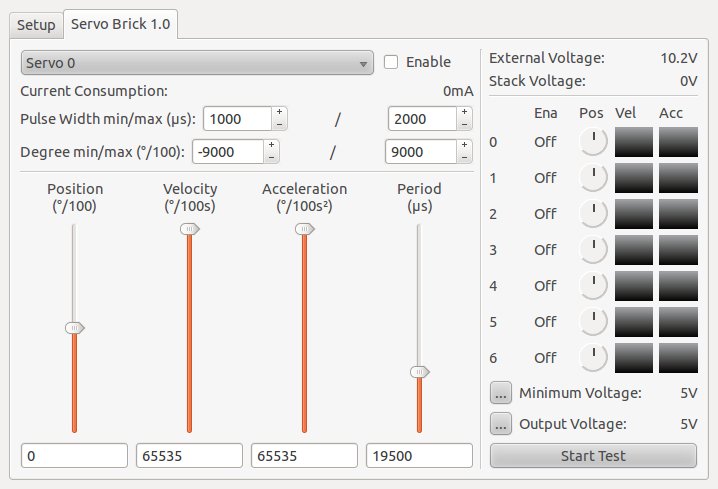 Setup
Servo Brick 1.0
Servo 0
Enable
Current Consumption: 0mA
Pulse Width min/max (µs): 1000 / 2000
Degree min/max (°/100): -9000 / 9000
Position (°/100)
Velocity (°/100s)
Acceleration (°/100s²)
Period (µs)
0
65535
65535
19500
External Voltage: 10.2V
Stack Voltage: 0V
Ena Pos Vel Acc
0 Off
1 Off
2 Off
3 Off
4 Off
5 Off
6 Off
... Minimum Voltage: 5V
... Output Voltage: 5V
Start Test